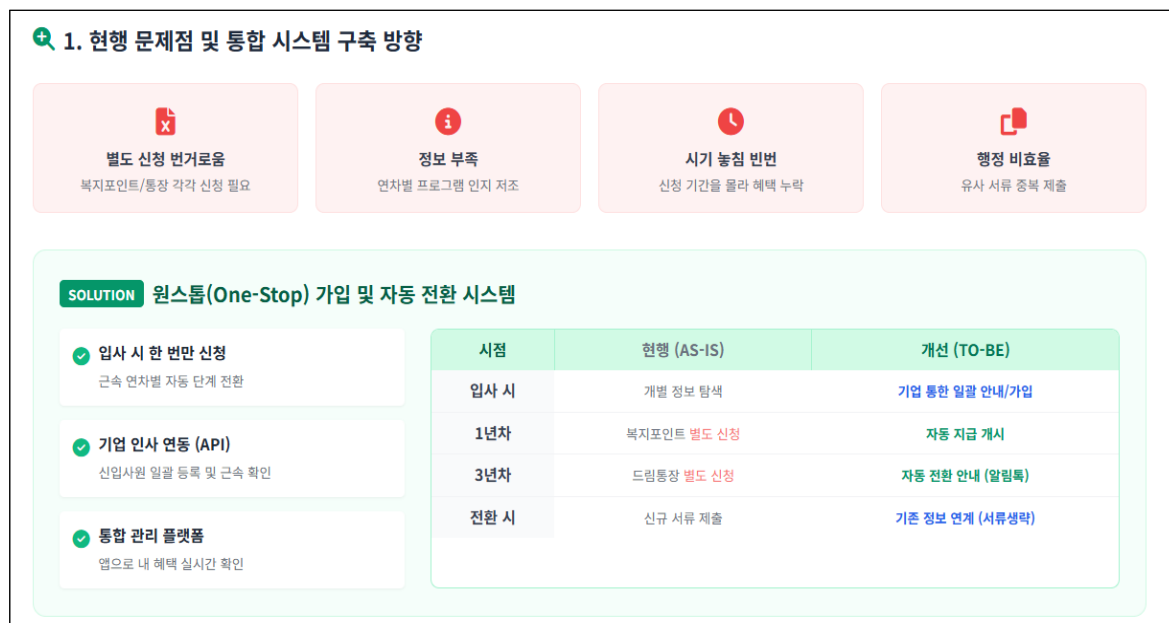 1. 현행 문제점 및 통합 시스템 구축 방향
별도 신청 번거로움
복지포인트/통장 각각 신청 필요
정보 부족
연차별 프로그램 인지 저조
시기 놓침 빈번
신청 기간을 몰라 혜택 누락
행정 비효율
유사 서류 중복 제출
SOLUTION 원스톱(One-Stop) 가입 및 자동 전환 시스템
입사 시 한 번만 신청
근속 연차별 자동 단계 전환
기업 인사 연동 (API)
신입사원 일괄 등록 및 근속 확인
통합 관리 플랫폼
앱으로 내 혜택 실시간 확인
시점 현행 (AS-IS) 개선 (TO-BE)
입사 시 개별 정보 탐색 기업 통한 일괄 안내/가입
1년차 복지포인트 별도 신청 자동 지급 개시
3년차 드림통장 별도 신청 자동 전환 안내 (알림톡)
전환 시 신규 서류 제출 기존 정보 연계 (서류생략)